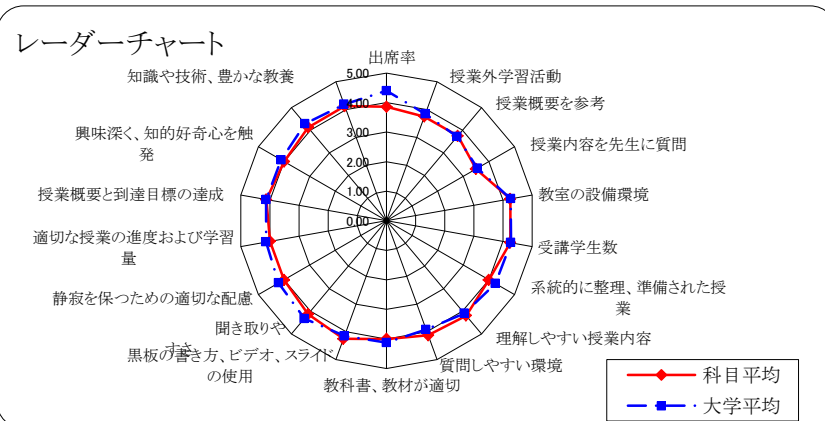 レーダーチャート
出席率
授業外学習活動
授業概要を参考
授業内容を先生に質問
教室の設備環境
受講学生数
系統的に整理、準備された授
業
理解しやすい授業内容
質問しやすい環境
教科書、教材が適切
黒板の書き方、ビデオ、スライド
の使用
聞き取りや
すさ
静寂を保つための適切な配慮
適切な授業の進度および学習
量
授業概要と到達目標の達成
興味深く、知的好奇心を触
発
知識や技術、豊かな教養
5.00
4.00
3.00
2.00
1.00
0.00
科目平均
大学平均